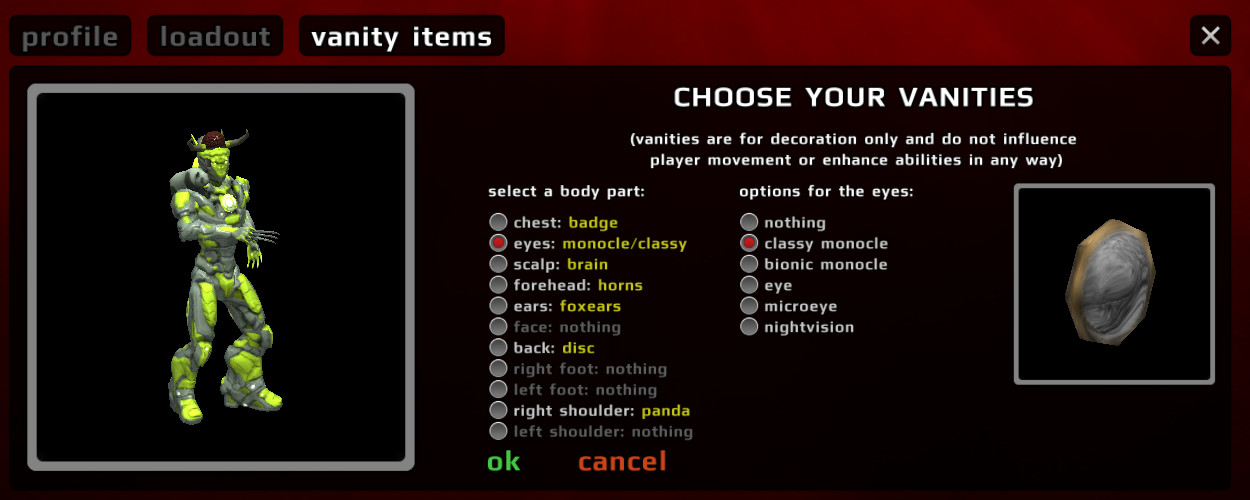 profile
loadout
vanity items
CHOOSE YOUR VANITIES
(vanities are for decoration only and do not influence
player movement or enhance abilities in any way)
select a body part:
chest: badge
eyes: monocle/classy
scalp: brain
forehead: horns
ears: foxears
face: nothing
back: disc
right foot: nothing
left foot: nothing
right shoulder: panda
left shoulder: nothing
options for the eyes:
nothing
classy monocle
bionic monocle
eye
microeye
nightvision
ok
cancel